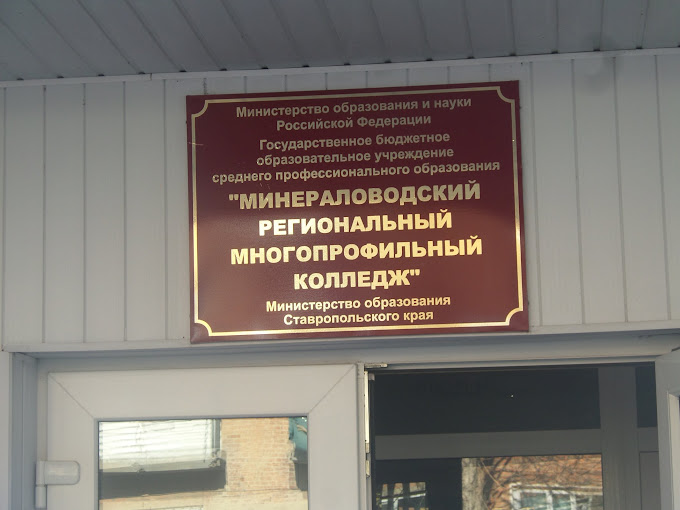 Министерство образования и науки
Российской Федерации
Государственное бюджетное
образовательное учреждение
среднего профессионального образования
"МИНЕРАЛОВОДСКИЙ
РЕГИОНАЛЬНЫЙ
МНОГОПРОФИЛЬНЫЙ
КОЛЛЕДЖ"
Министерство образования
Ставропольского края